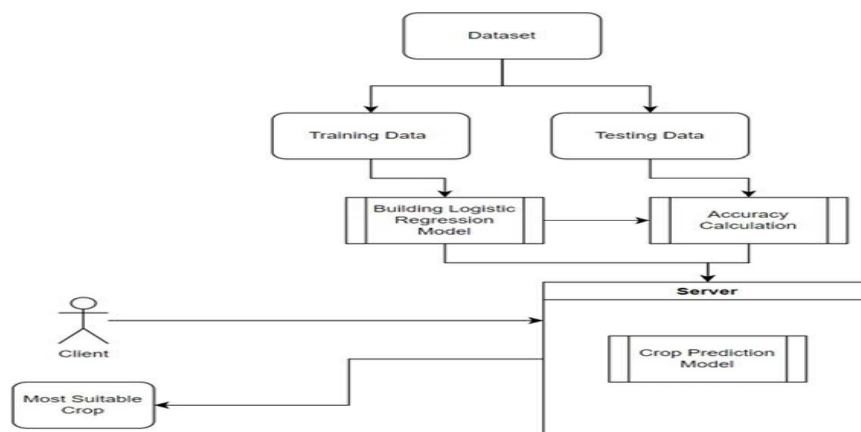 Dataset
Training Data
Testing Data
Building Logistic
Regression
Model
Accuracy
Calculation
Server
Client
Crop Prediction
Model
Most Suitable
Crop